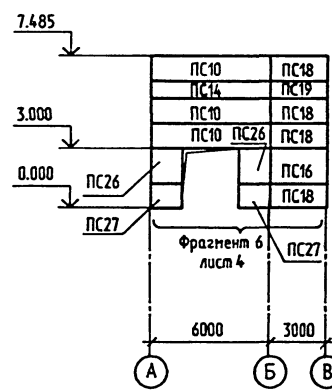 7.485
ПС10 ПС18
ПС14 ПС19
ПС10 ПС18
3.000
ПС10 ПС26 ПС18
ПС26 ПС16
0.000
ПС18
ПС27 ПС27
Фрагмент 6
лист 4
6000 3000
А Б В